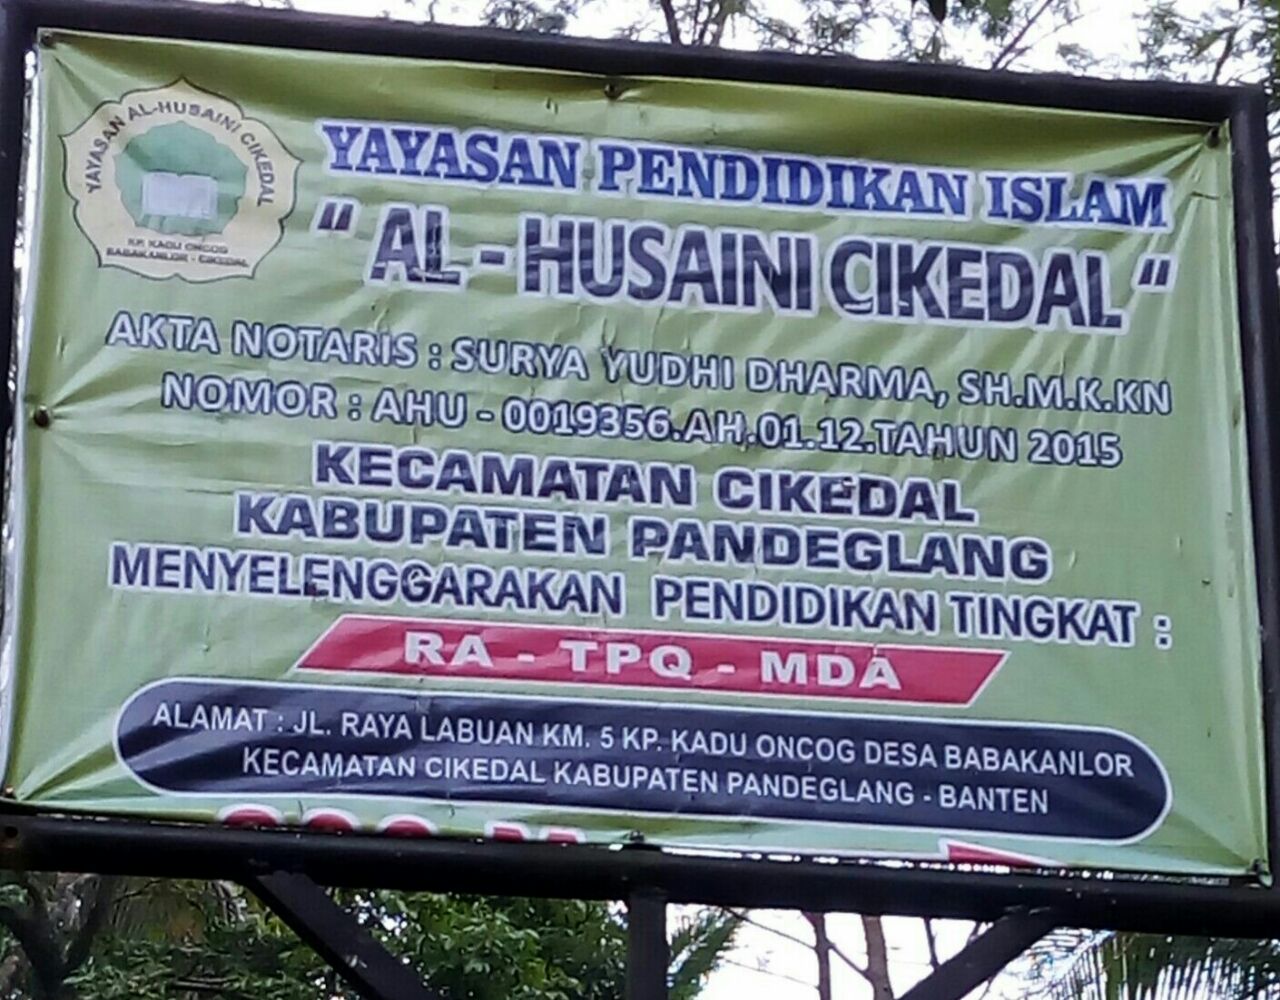 YAYASAN AL-HUSAINI CIKEDAL
KP. KADU ONCOG
BABAKANLOR - CIKEDAL
YAYASAN PENDIDIKAN ISLAM
" AL - HUSAINI CIKEDAL "
AKTA NOTARIS : SURYA YUDHI DHARMA, SH.M.K.KN
NOMOR : AHU - 0019356.AH.01.12.TAHUN 2015
KECAMATAN CIKEDAL
KABUPATEN PANDEGLANG
MENYELENGGARAKAN PENDIDIKAN TINGKAT :
RA - TPQ - MDA
ALAMAT : JL. RAYA LABUAN KM. 5 KP. KADU ONCOG DESA BABAKANLOR
KECAMATAN CIKEDAL KABUPATEN PANDEGLANG - BANTEN